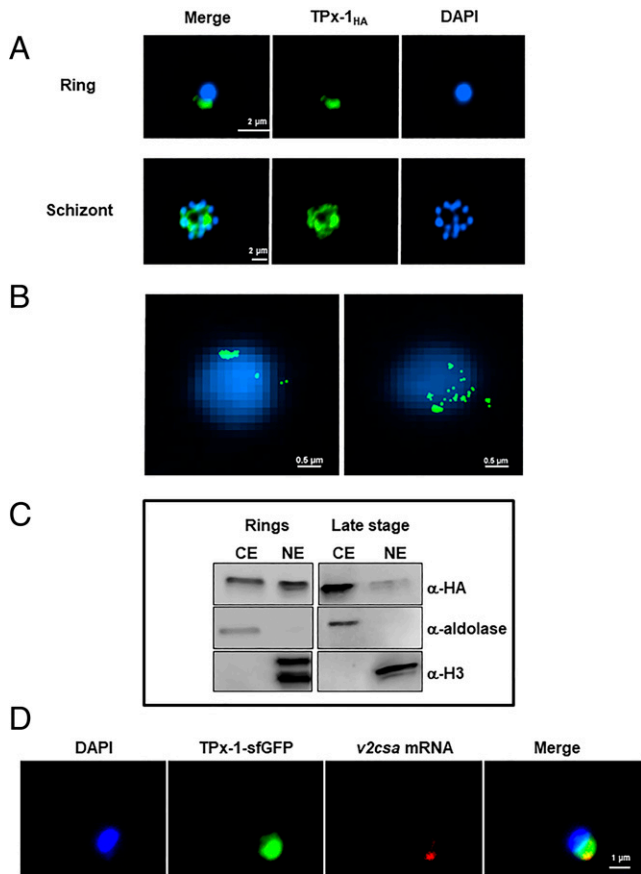 A
Merge TPx-1HA DAPI
Ring
2 µm
Schizont
2 µm
B
0.5 µm 0.5 µm
C
Rings Late stage
CE NE CE NE
α-HA
α-aldolase
α-H3
D
DAPI TPx-1-sfGFP v2csa mRNA Merge
1 µm